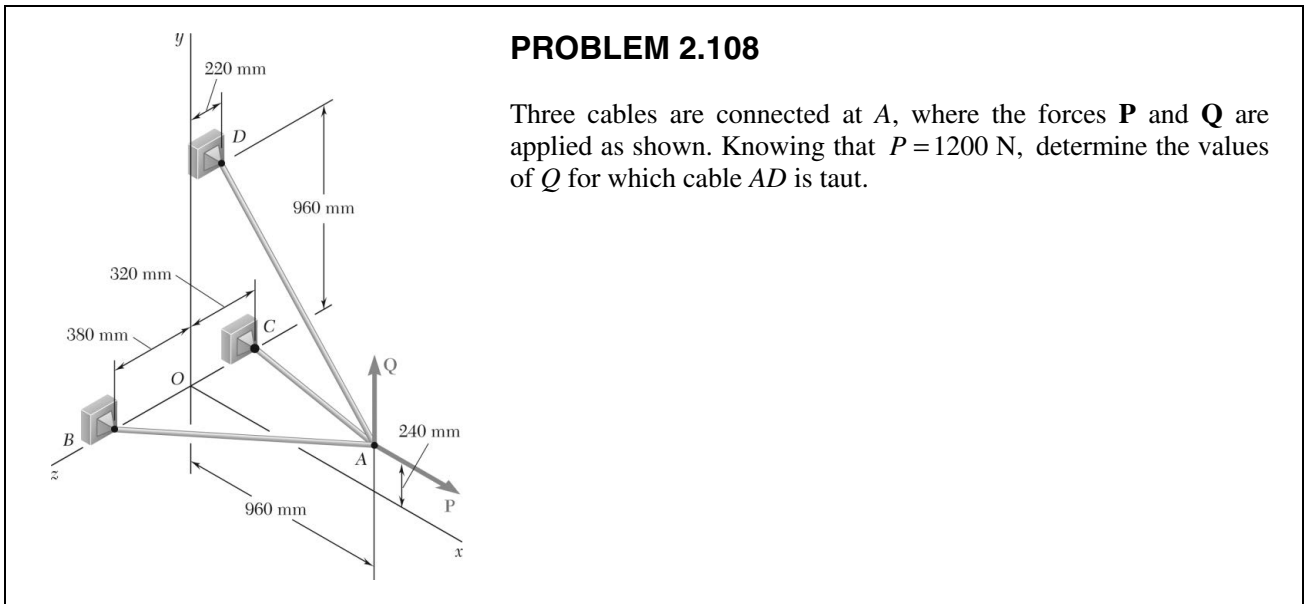 PROBLEM 2.108
Three cables are connected at A, where the forces P and Q are
applied as shown. Knowing that P = 1200 N, determine the values
of Q for which cable AD is taut.
y
220 mm
D
960 mm
320 mm
C
380 mm
O
Q
B
240 mm
A
z
960 mm
P
x